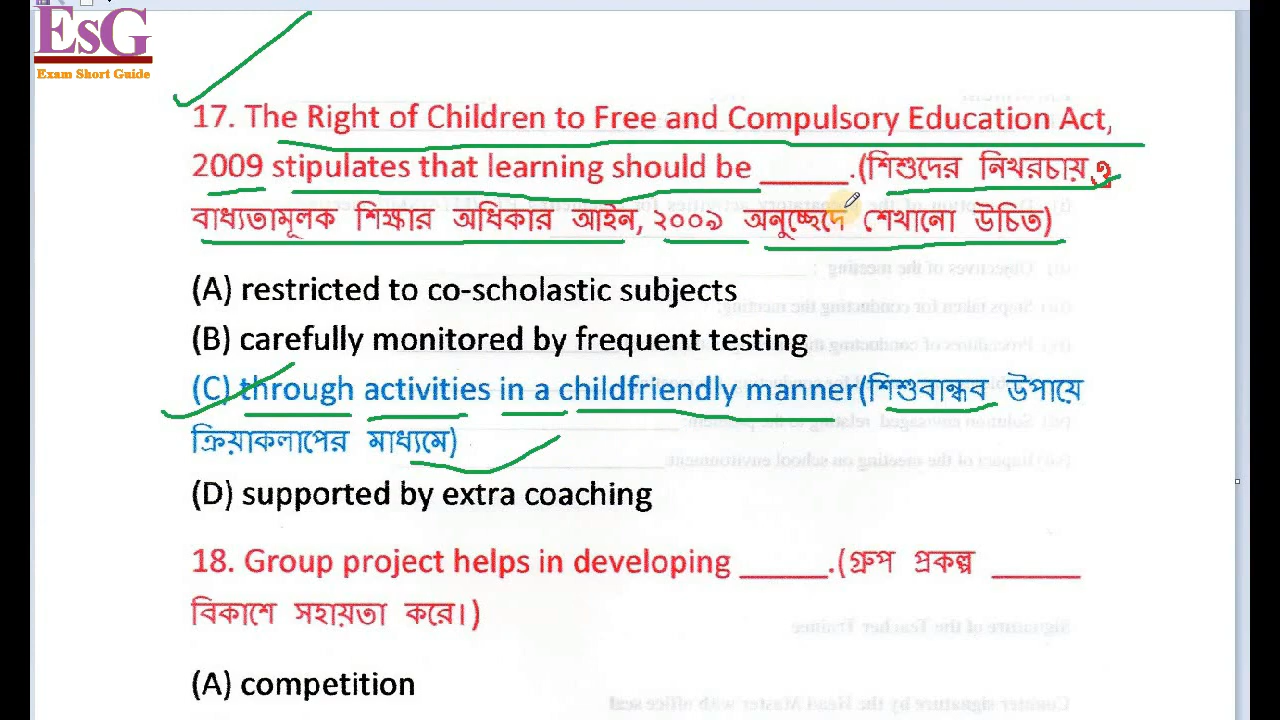 ESG
Exam Short Guide
17. The Right of Children to Free and Compulsory Education Act,
2009 stipulates that learning should be ______.(শিশুদের নিখরচায় ও
বাধ্যতামূলক শিক্ষার অধিকার আইন, ২০০৯ অনুচ্ছেদে শেখানো উচিত)
(A) restricted to co-scholastic subjects
(B) carefully monitored by frequent testing
(C) through activities in a childfriendly manner(শিশুবান্ধব উপায়ে
ক্রিয়াকলাপের মাধ্যমে)
(D) supported by extra coaching
18. Group project helps in developing ______.(গ্রুপ প্রকল্প ______
বিকাশে সহায়তা করে।)
(A) competition